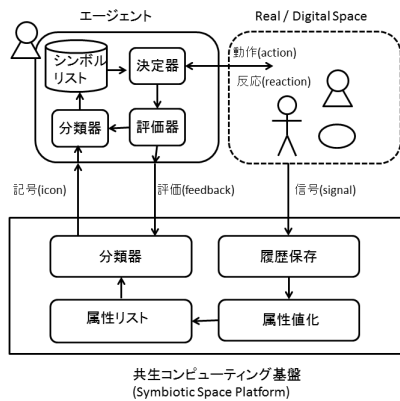 エージェント
Real / Digital Space
シンボル
リスト
決定器
動作(action)
反応(reaction)
分類器
評価器
記号(icon)
評価(feedback)
信号(signal)
分類器
履歴保存
属性リスト
属性値化
共生コンピューティング基盤
(Symbiotic Space Platform)